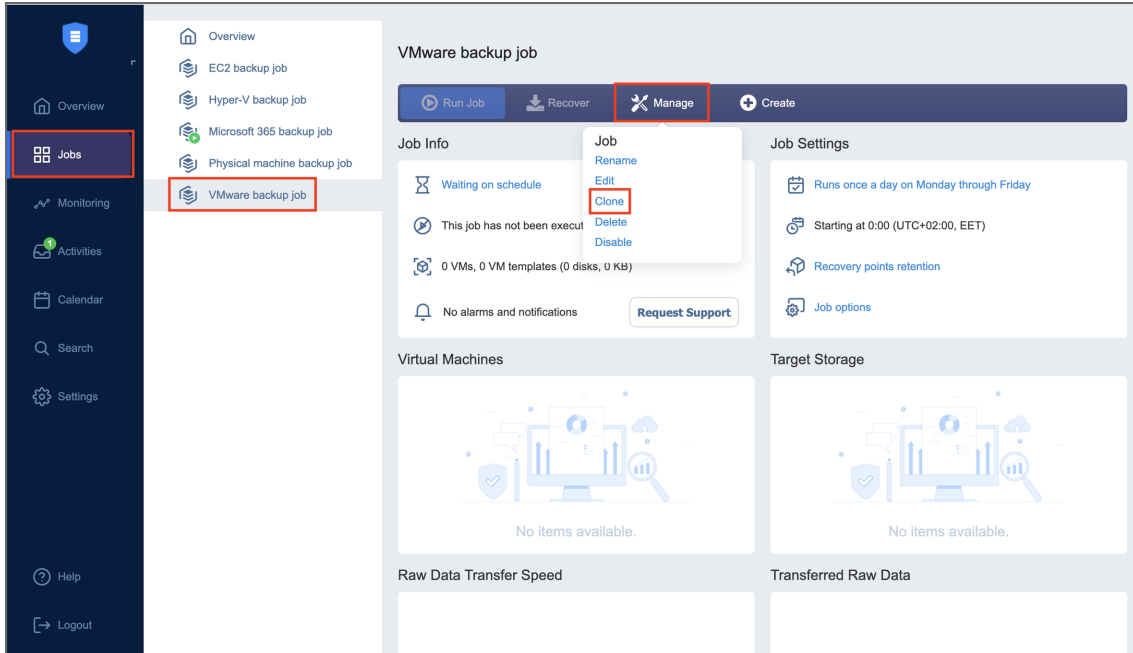 Overview
Jobs
Monitoring
1
Activities
Calendar
Search
Settings
Help
Logout
Overview
EC2 backup job
Hyper-V backup job
Microsoft 365 backup job
Physical machine backup job
VMware backup job
VMware backup job
Run Job Recover Manage Create
Job
Rename
Edit
Clone
Delete
Disable
Job Info
Waiting on schedule
This job has not been execut
0 VMs, 0 VM templates (0 disks, 0 KB)
No alarms and notifications Request Support
Job Settings
Runs once a day on Monday through Friday
Starting at 0:00 (UTC+02:00, EET)
Recovery points retention
Job options
Virtual Machines
No items available.
Target Storage
No items available.
Raw Data Transfer Speed
Transferred Raw Data